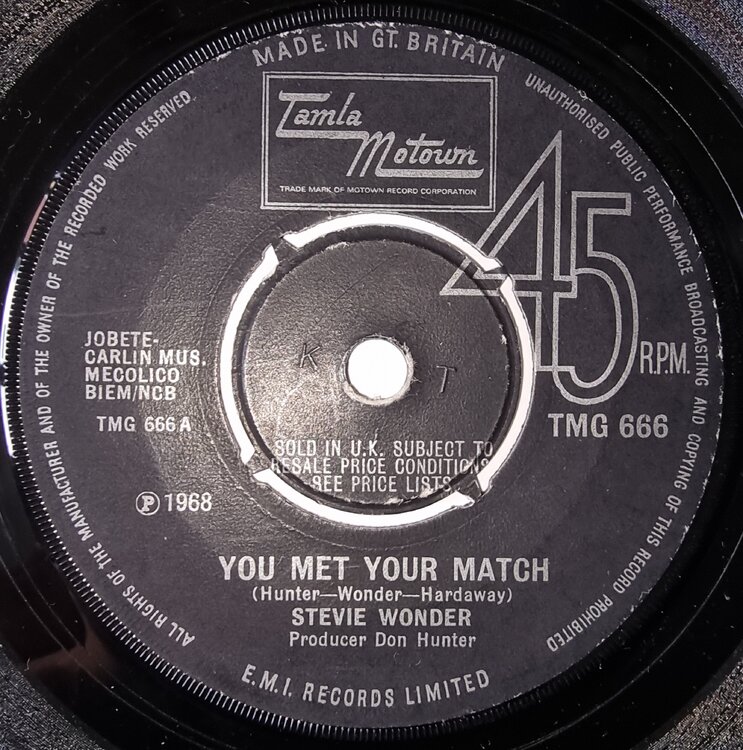 MADE IN GT. BRITAIN
UNAUTHORISED PUBLIC PERFORMANCE BROADCASTING AND COPYING OF THIS RECORD PROHIBITED
ALL RIGHTS OF THE MANUFACTURER AND OF THE OWNER OF THE RECORDED WORK RESERVED
Tamla
Motown
TRADE MARK OF MOTOWN RECORD CORPORATION
45
R.P.M.
JOBETE-
CARLIN MUS.
MECOLICO
BIEM/NCB
TMG 666 A
K T
TMG 666
SOLD IN U.K. SUBJECT TO
RESALE PRICE CONDITIONS
SEE PRICE LISTS
℗ 1968
YOU MET YOUR MATCH
(Hunter—Wonder—Hardaway)
STEVIE WONDER
Producer Don Hunter
E.M.I. RECORDS LIMITED